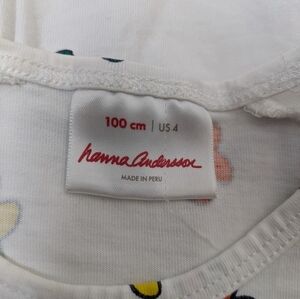 100 cm | US 4
hanna Andersson
MADE IN PERU